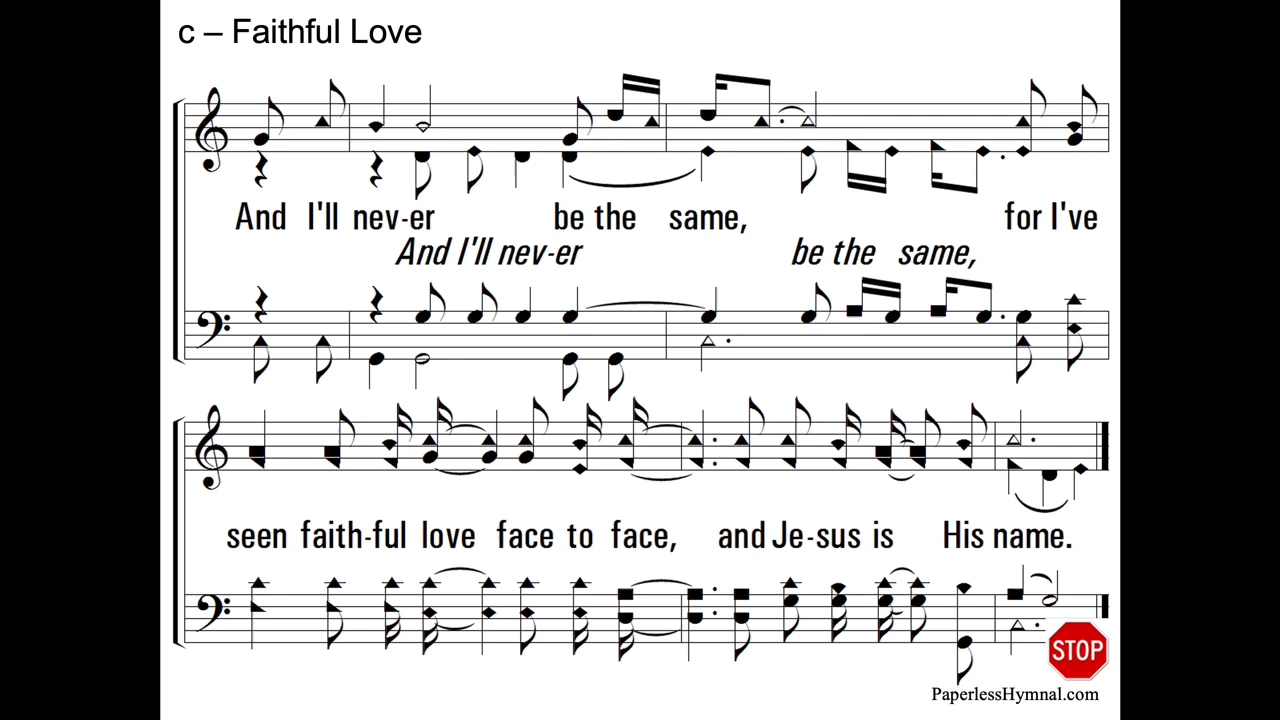 c – Faithful Love
And I'll nev-er be the same, for I've
And I'll nev-er be the same,
seen faith-ful love face to face, and Je-sus is His name.
STOP
PaperlessHymnal.com